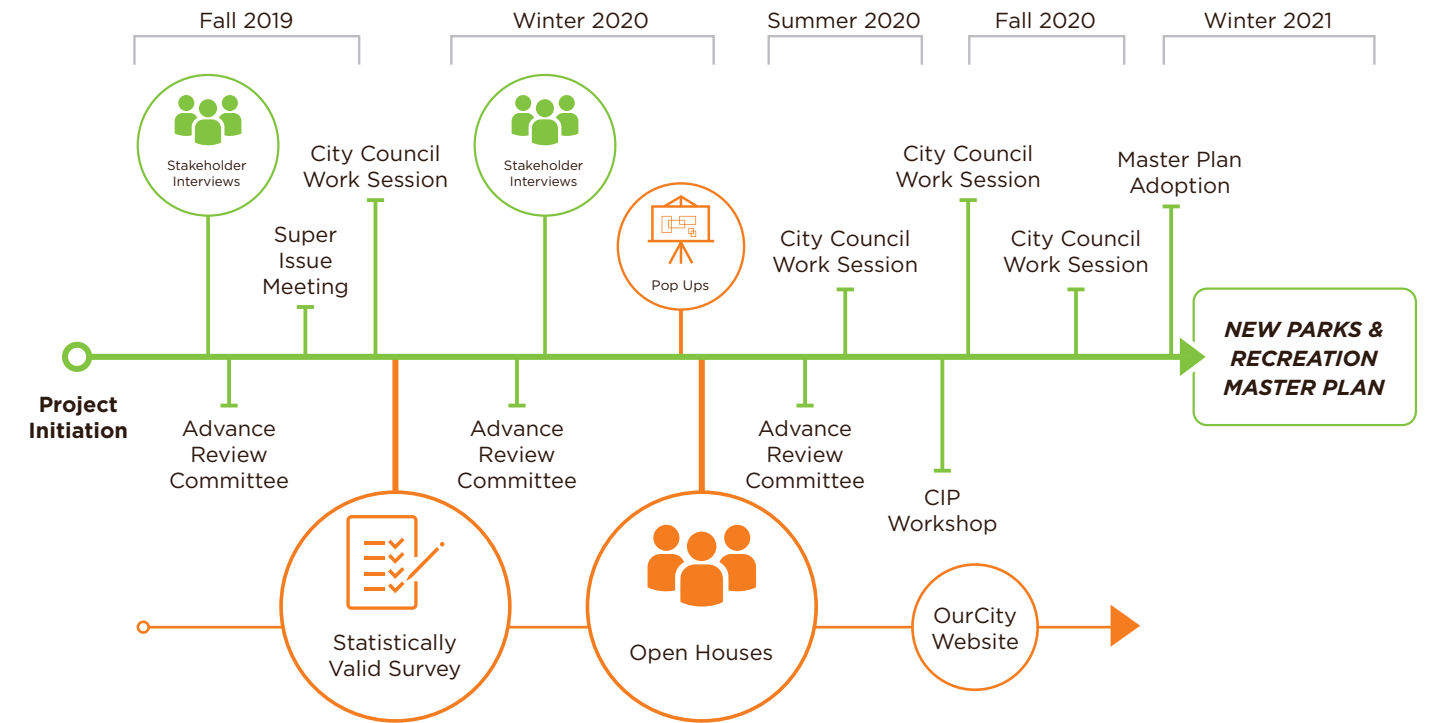 Fall 2019
Winter 2020
Summer 2020
Fall 2020
Winter 2021
Stakeholder
Interviews
Super
Issue
Meeting
City Council
Work Session
Stakeholder
Interviews
Pop Ups
City Council
Work Session
City Council
Work Session
City Council
Work Session
Master Plan
Adoption
Project
Initiation
NEW PARKS &
RECREATION
MASTER PLAN
Advance
Review
Committee
Advance
Review
Committee
Advance
Review
Committee
CIP
Workshop
Statistically
Valid Survey
Open Houses
OurCity
Website